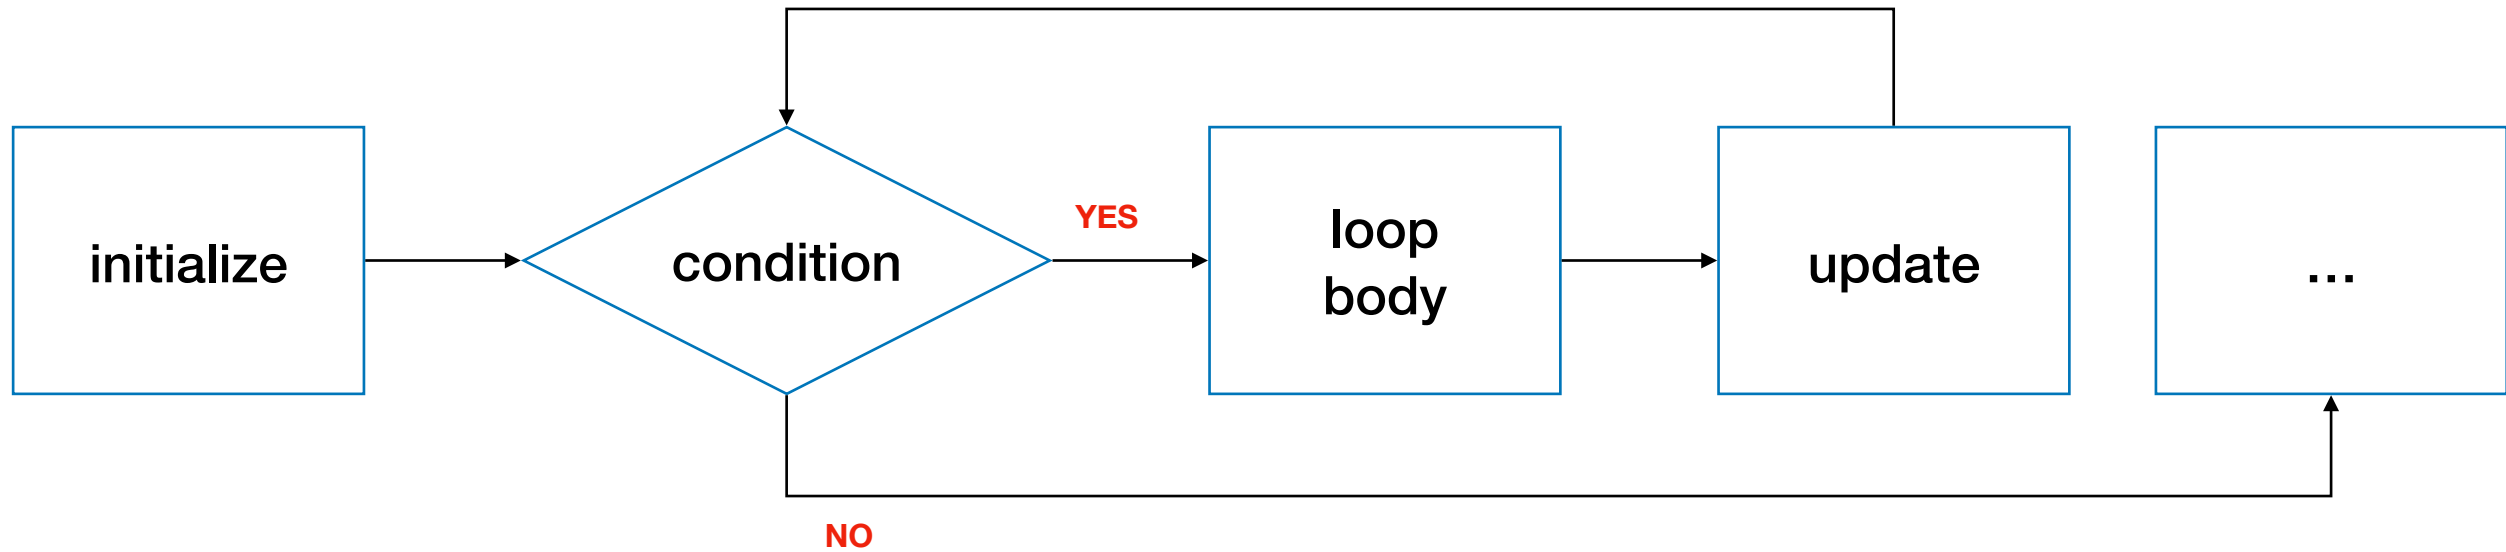 initialize
condition
YES
loop
body
update
...
NO